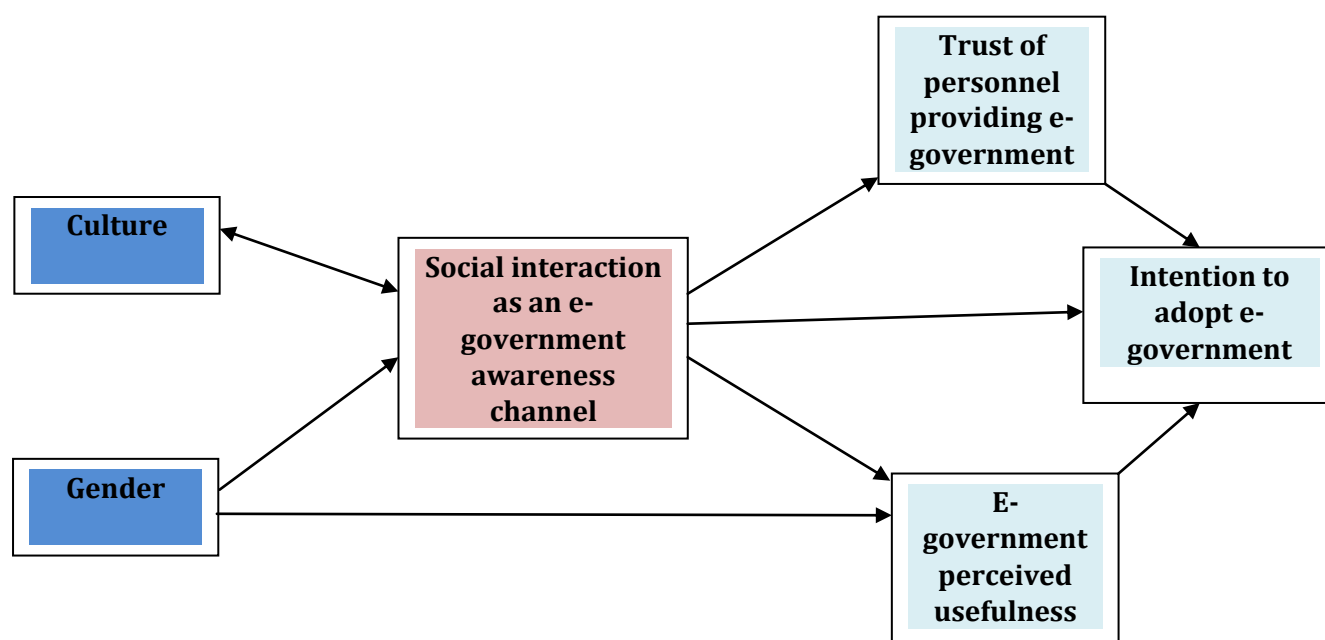 Trust of
personnel
providing e-
government
Culture
Social interaction
as an e-
government
awareness
channel
Intention to
adopt e-
government
Gender
E-
government
perceived
usefulness